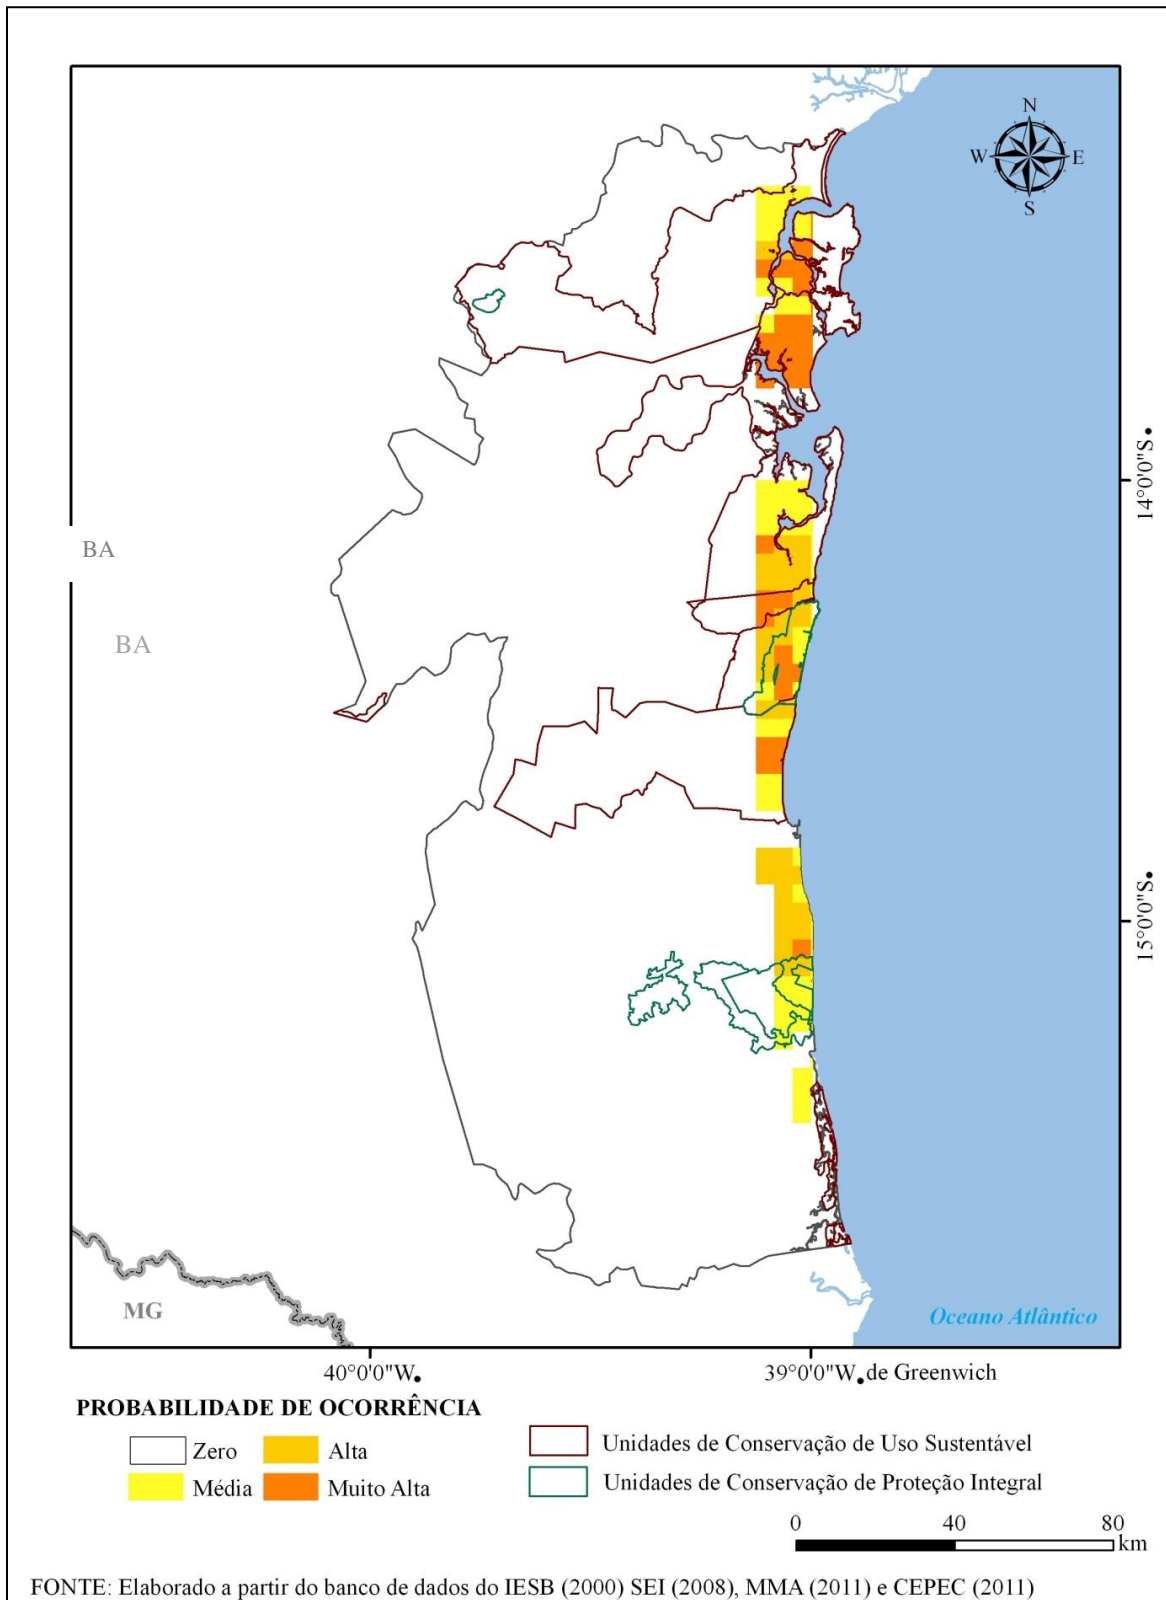 N
W E
S
14°0'0"S.
BA
BA
15°0'0"S.
MG
Oceano Atlântico
40°0'0"W. 39°0'0"W. de Greenwich
PROBABILIDADE DE OCORRÊNCIA
Zero Alta
Média Muito Alta
Unidades de Conservação de Uso Sustentável
Unidades de Conservação de Proteção Integral
0 40 80
km
FONTE: Elaborado a partir do banco de dados do IESB (2000) SEI (2008), MMA (2011) e CEPEC (2011)